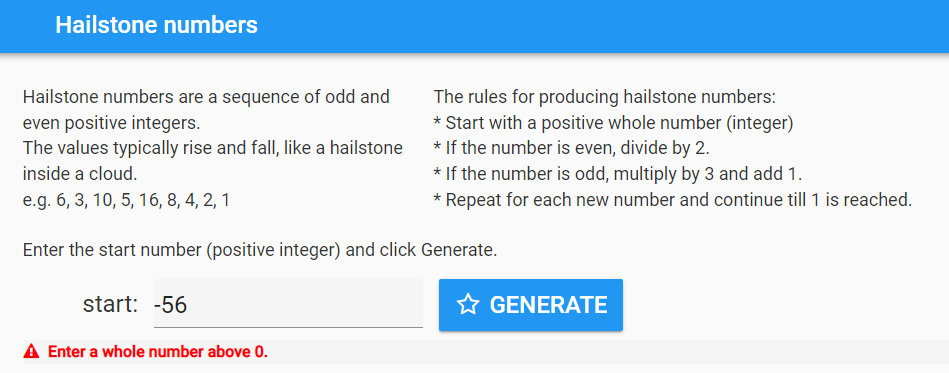 Hailstone numbers
Hailstone numbers are a sequence of odd and
even positive integers.
The values typically rise and fall, like a hailstone
inside a cloud.
e.g. 6, 3, 10, 5, 16, 8, 4, 2, 1
The rules for producing hailstone numbers:
* Start with a positive whole number (integer)
* If the number is even, divide by 2.
* If the number is odd, multiply by 3 and add 1.
* Repeat for each new number and continue till 1 is reached.
Enter the start number (positive integer) and click Generate.
start: -56 GENERATE
Enter a whole number above 0.